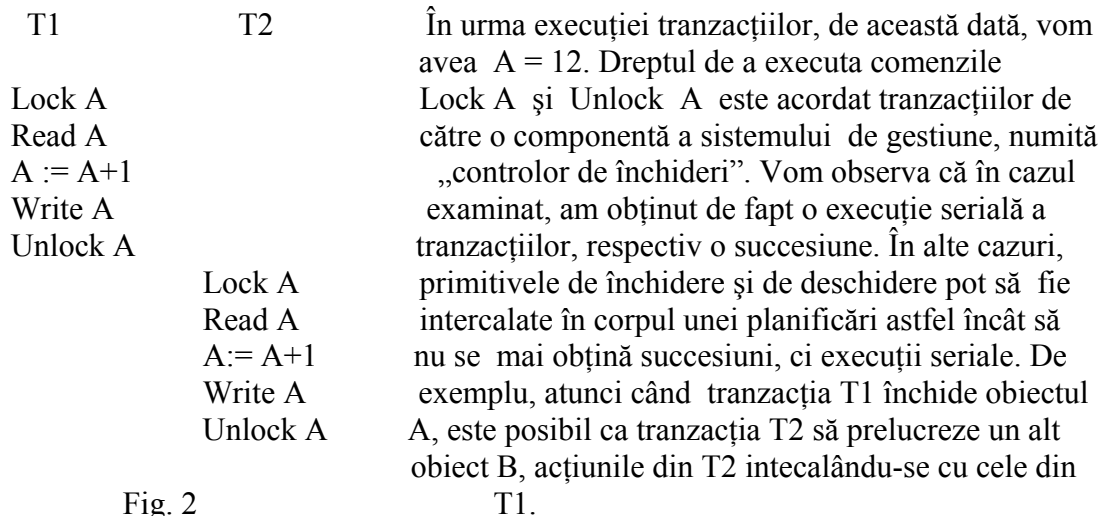 T1 T2 În urma execuției tranzacțiilor, de această dată, vom
avea A = 12. Dreptul de a executa comenzile
Lock A Lock A şi Unlock A este acordat tranzacțiilor de
Read A către o componentă a sistemului de gestiune, numită
A := A+1 „controlor de închideri”. Vom observa că în cazul
Write A examinat, am obținut de fapt o execuție serială a
Unlock A tranzacțiilor, respectiv o succesiune. În alte cazuri,
Lock A primitivele de închidere şi de deschidere pot să fie
Read A intercalate în corpul unei planificări astfel încât să
A:= A+1 nu se mai obțină succesiuni, ci execuții seriale. De
Write A exemplu, atunci când tranzacția T1 închide obiectul
Unlock A A, este posibil ca tranzacția T2 să prelucreze un alt
obiect B, acțiunile din T2 intecalându-se cu cele din
Fig. 2 T1.